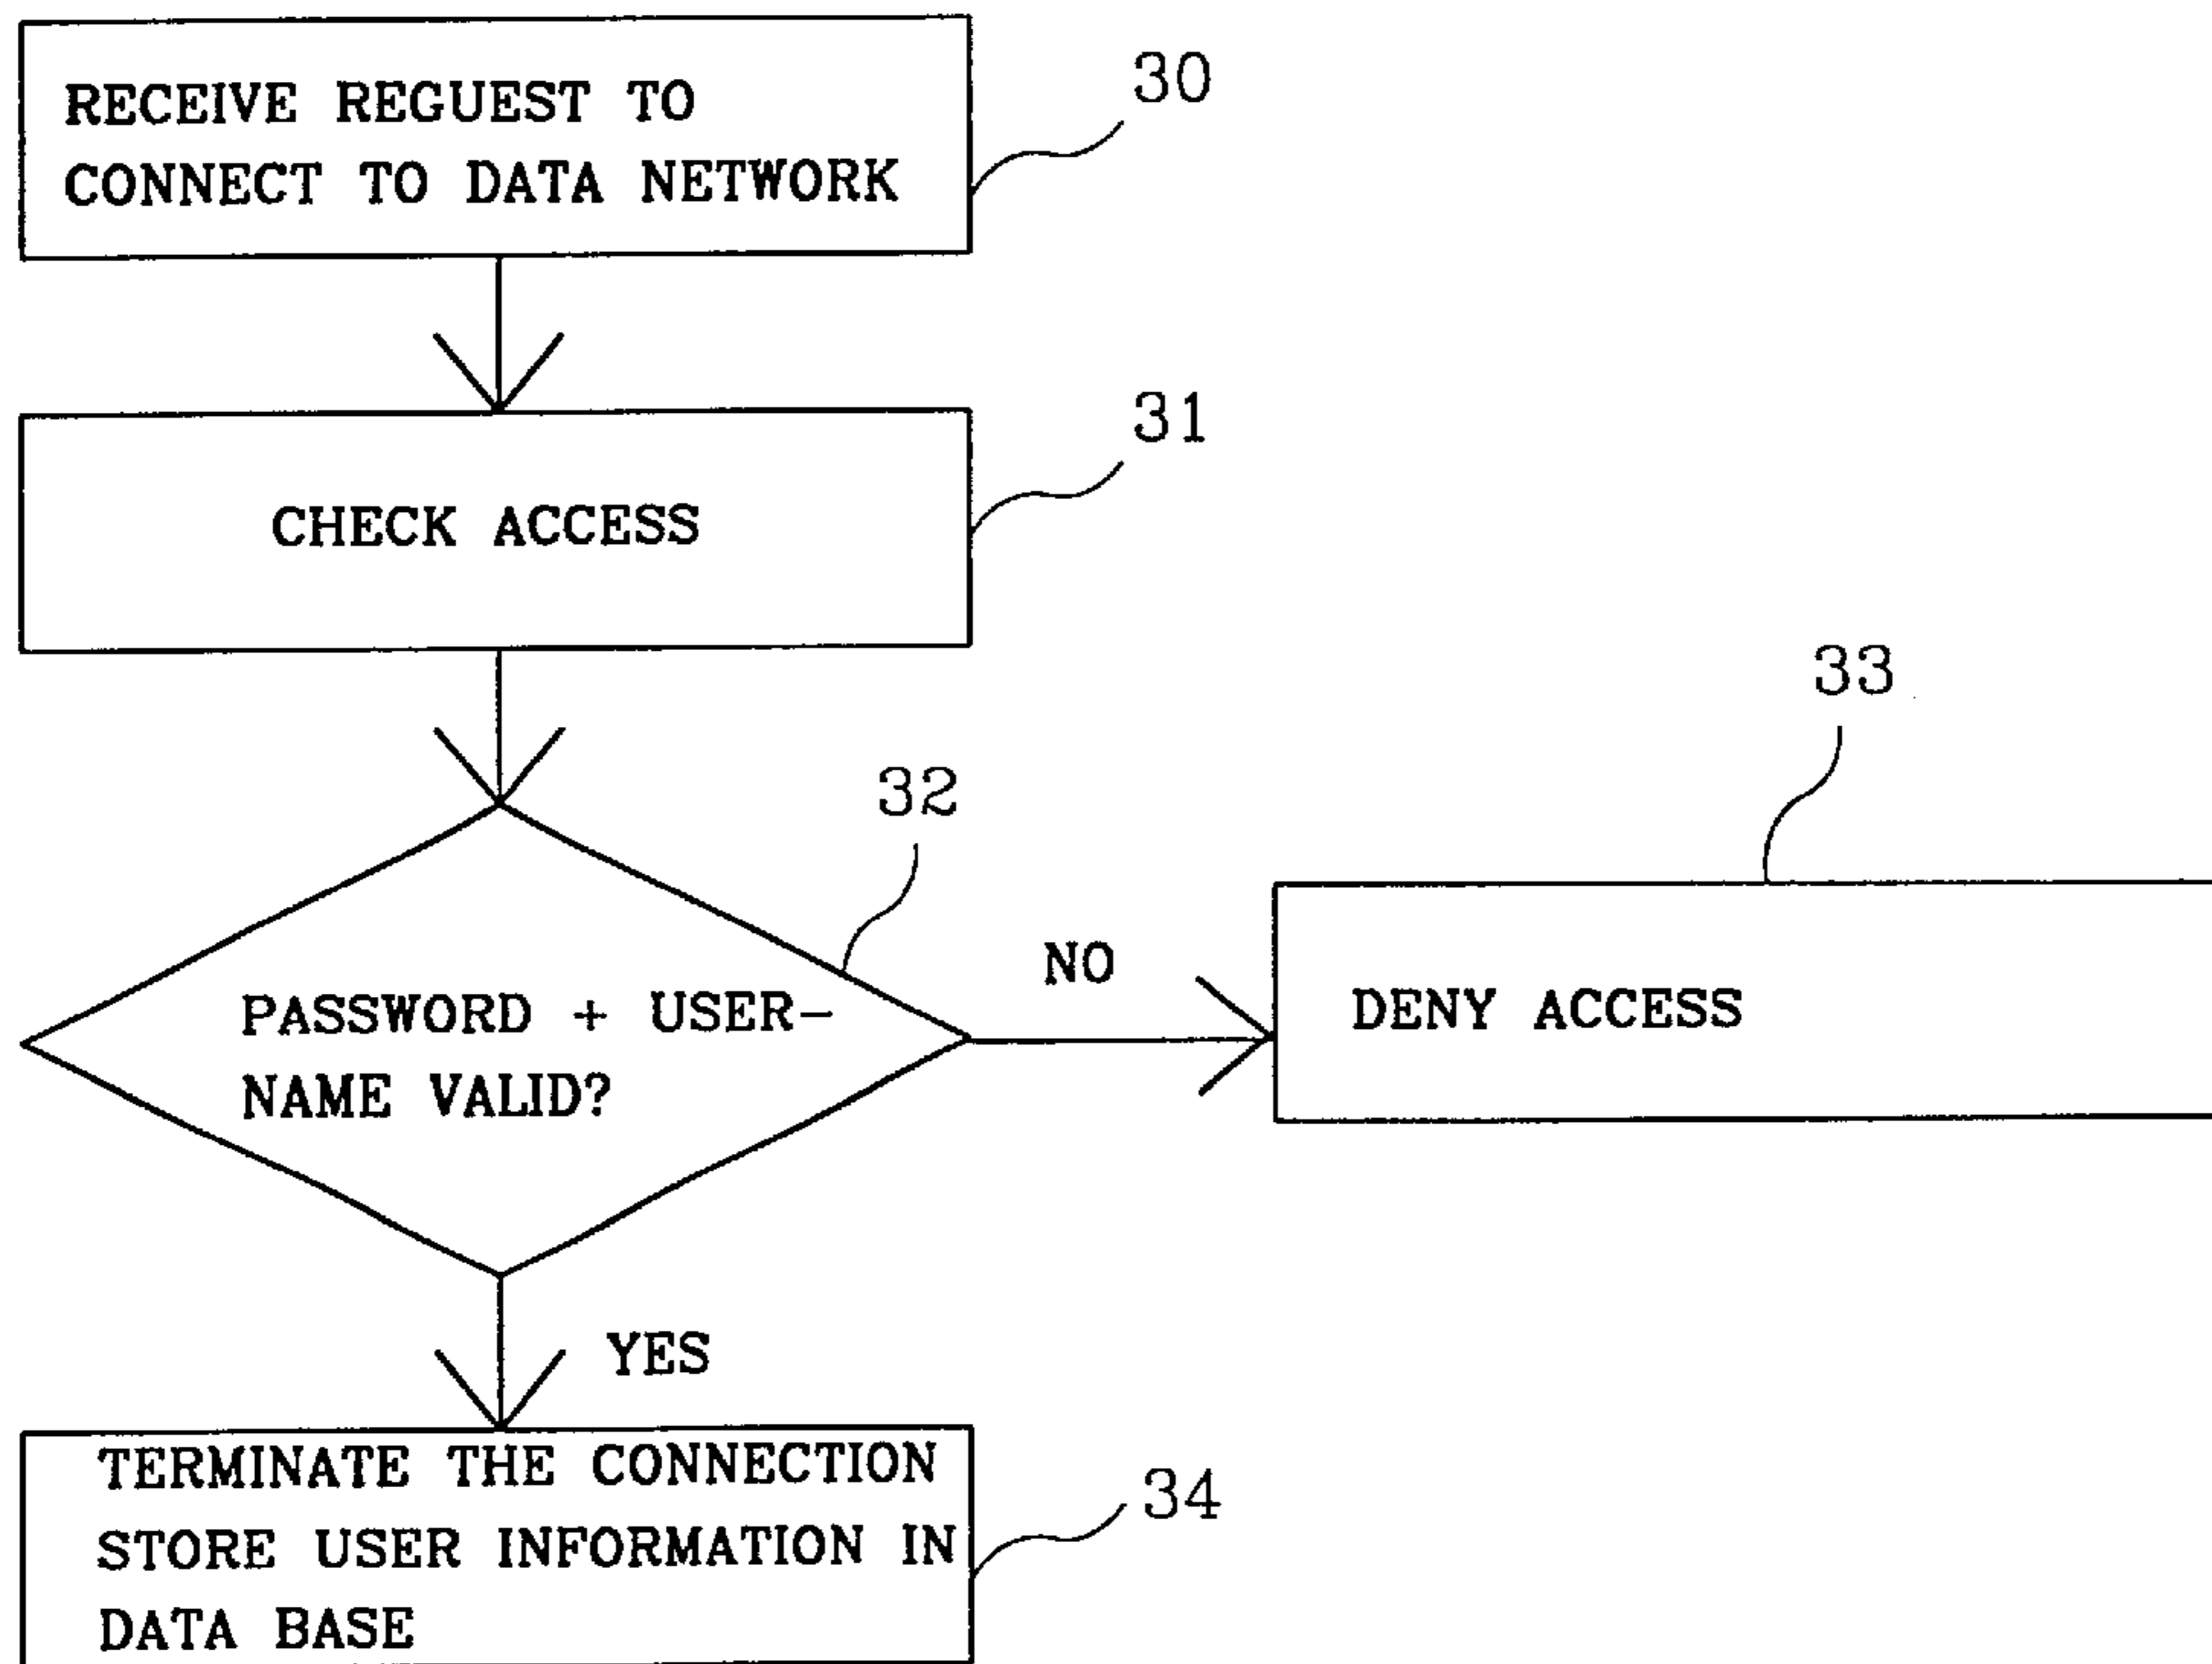 RECEIVE REGUEST TO
CONNECT TO DATA NETWORK
30
CHECK ACCESS
31
32
PASSWORD + USER-
NAME VALID?
NO
33
DENY ACCESS
YES
TERMINATE THE CONNECTION
STORE USER INFORMATION IN
DATA BASE
34